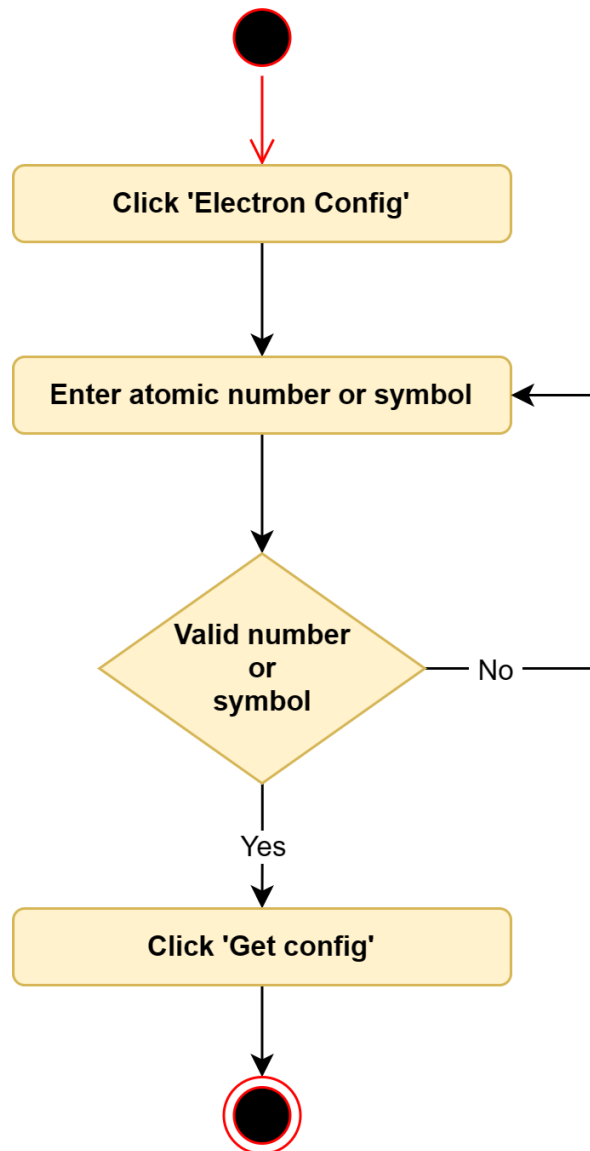 Click 'Electron Config'
Enter atomic number or symbol
Valid number
or
symbol
No
Yes
Click 'Get config'